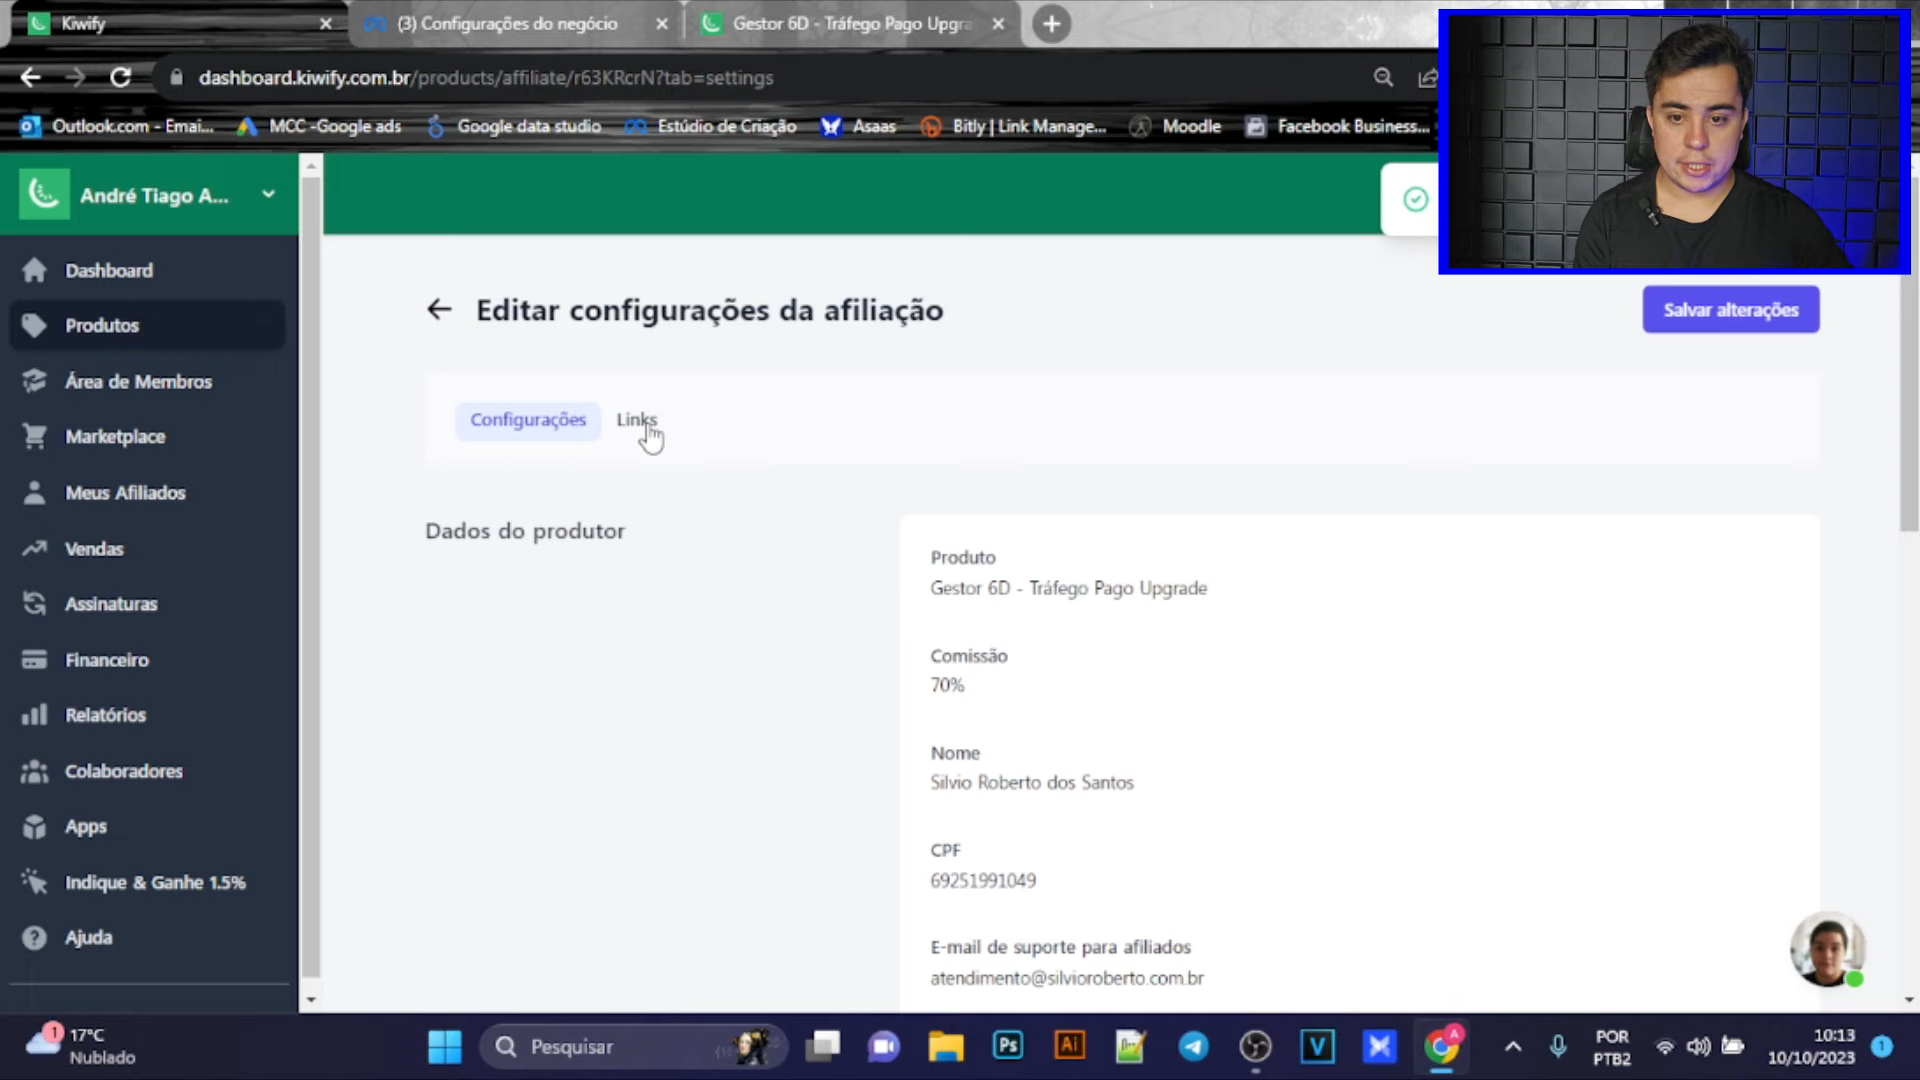 Kiwify
(3) Configurações do negócio
Gestor 6D - Tráfego Pago Upgra
dashboard.kiwify.com.br/products/affiliate/r63KRcrN?tab=settings
Outlook.com - Emai...
MCC -Google ads
Google data studio
Estúdio de Criação
Asaas
Bitly | Link Manage...
Moodle
Facebook Business...
André Tiago A...
Dashboard
Produtos
Área de Membros
Marketplace
Meus Afiliados
Vendas
Assinaturas
Financeiro
Relatórios
Colaboradores
Apps
Indique & Ganhe 1.5%
Ajuda
Editar configurações da afiliação
Salvar alterações
Configurações
Links
Dados do produtor
Produto
Gestor 6D - Tráfego Pago Upgrade
Comissão
70%
Nome
Silvio Roberto dos Santos
CPF
69251991049
E-mail de suporte para afiliados
atendimento@silvioroberto.com.br
1
17°C
Nublado
Pesquisar
Ps
Ai
V
A
POR
PTB2
10:13
10/10/2023
1